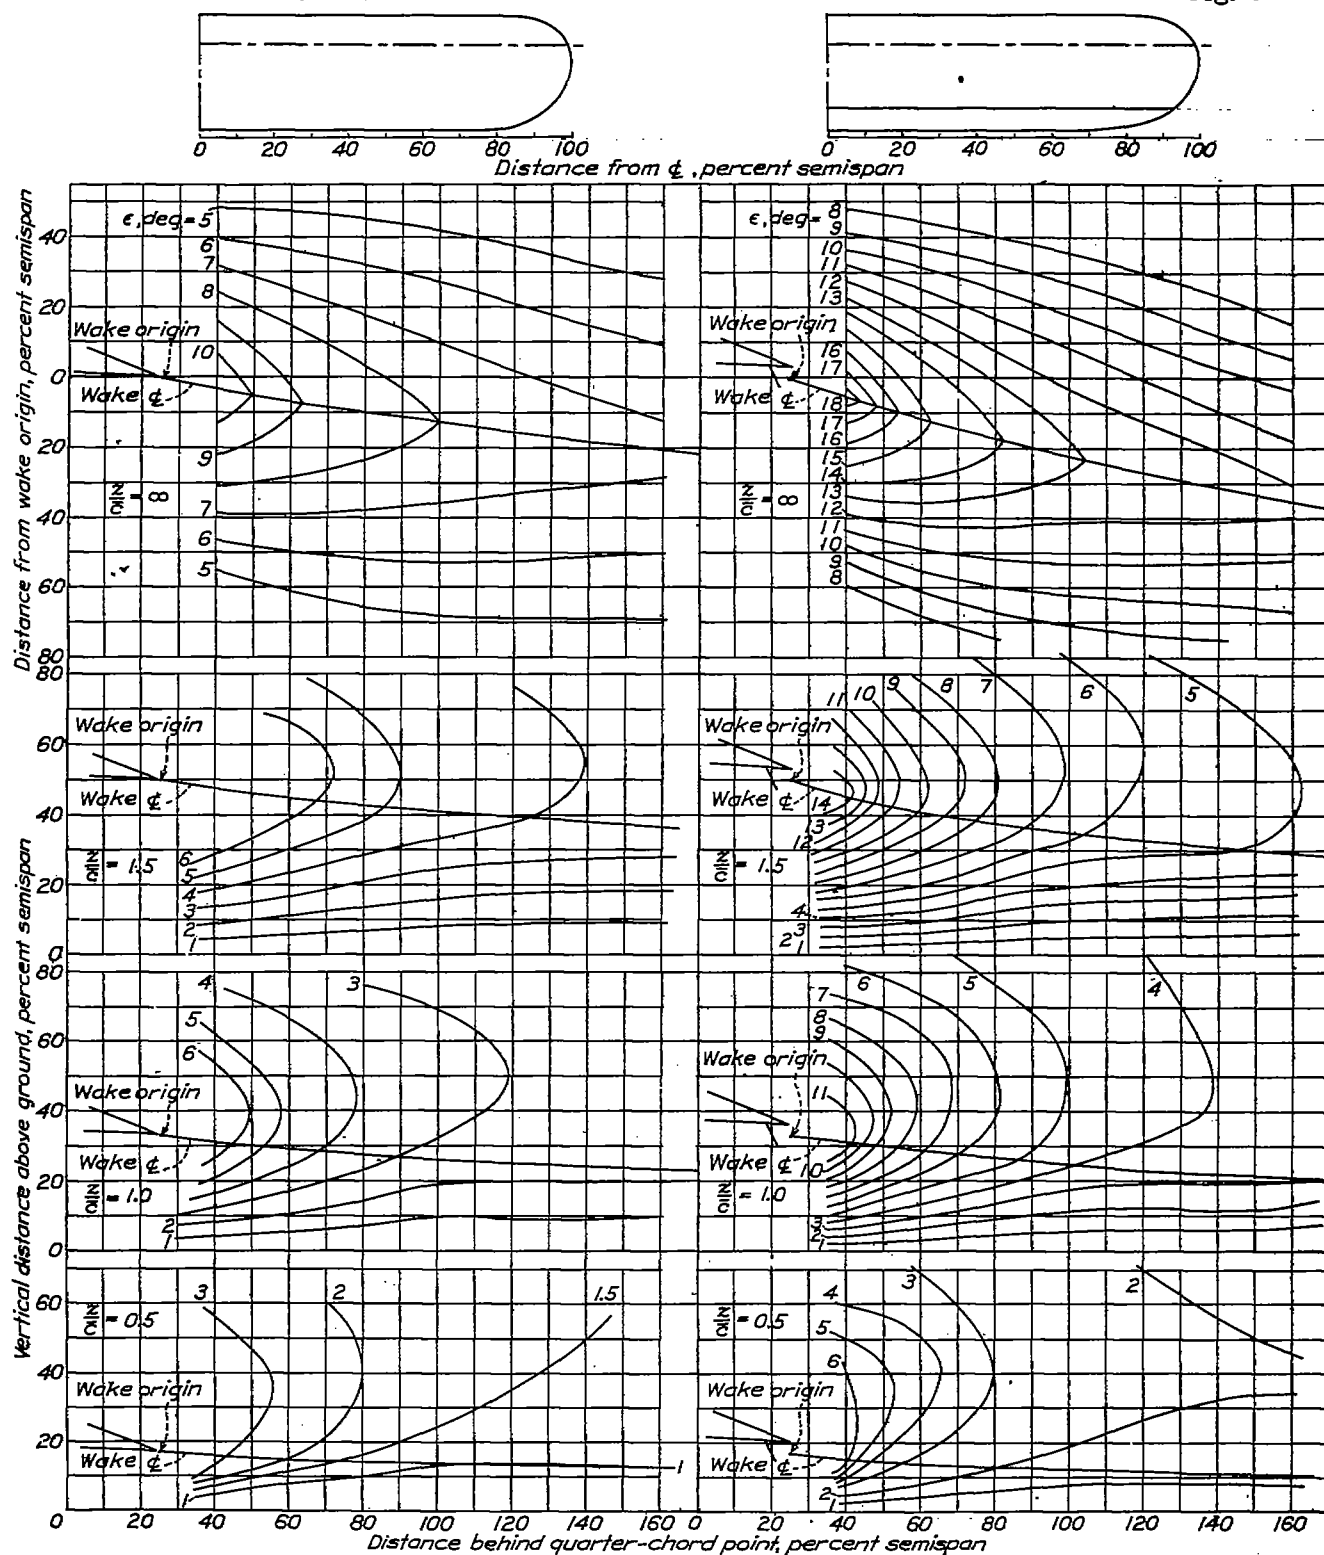 0 20 40 60 80 100
0 20 40 60 80 100
Distance from ℄, percent semispan
Distance from wake origin, percent semispan
40
20
0
20
40
60
80
ε, deg= 5
6
7
8
Wake origin
10
Wake ℄
9
z/c = ∞
7
6
5
ε, deg= 8
9
10
11
12
13
Wake origin
16
17
Wake ℄
18
17
16
15
14
z/c = ∞
13
12
11
10
9
8
Vertical distance above ground, percent semispan
80
60
40
20
0
Wake origin
Wake ℄
z/c = 1.5
6
5
4
3
2
1
11 10 9 8 7 6 5
Wake origin
Wake ℄
14
13
12
z/c = 1.5
4
3
2 1
80
60
40
20
0
4 3
5
6
Wake origin
Wake ℄
z/c = 1.0
2
1
7 6 5 4
8
9
Wake origin
11
Wake ℄
10
z/c = 1.0
3
2
1
60
40
20
0
3 2 1.5
z/c = 0.5
Wake origin
Wake ℄
1
1
3 2
4
z/c = 0.5
5
6
Wake origin
Wake ℄
2
1
0 20 40 60 80 100 120 140 160
20 40 60 80 100 120 140 160
Distance behind quarter-chord point, percent semispan